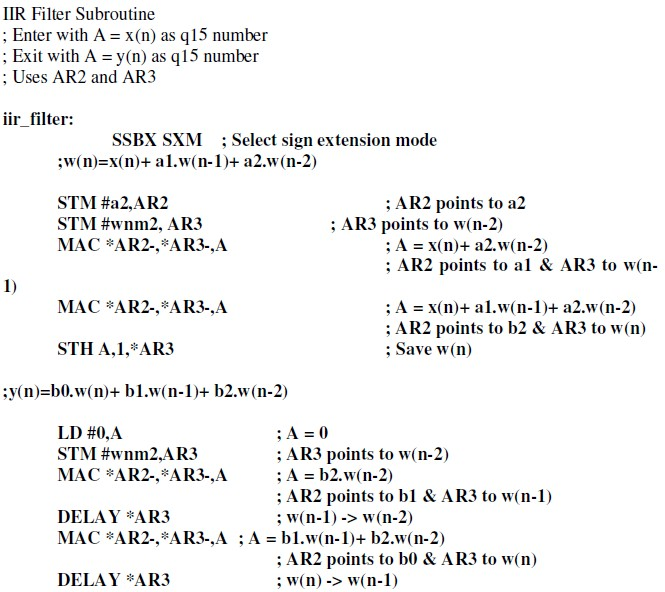 IIR Filter Subroutine
; Enter with A = x(n) as q15 number
; Exit with A = y(n) as q15 number
; Uses AR2 and AR3
iir_filter:
SSBX SXM ; Select sign extension mode
;w(n)=x(n)+ a1.w(n-1)+ a2.w(n-2)
STM #a2,AR2 ; AR2 points to a2
STM #wnm2, AR3 ; AR3 points to w(n-2)
MAC *AR2-,*AR3-,A ; A = x(n)+ a2.w(n-2)
; AR2 points to a1 & AR3 to w(n-
1)
MAC *AR2-,*AR3-,A ; A = x(n)+ a1.w(n-1)+ a2.w(n-2)
; AR2 points to b2 & AR3 to w(n)
STH A,1,*AR3 ; Save w(n)
;y(n)=b0.w(n)+ b1.w(n-1)+ b2.w(n-2)
LD #0,A ; A = 0
STM #wnm2,AR3 ; AR3 points to w(n-2)
MAC *AR2-,*AR3-,A ; A = b2.w(n-2)
; AR2 points to b1 & AR3 to w(n-1)
DELAY *AR3 ; w(n-1) -> w(n-2)
MAC *AR2-,*AR3-,A ; A = b1.w(n-1)+ b2.w(n-2)
; AR2 points to b0 & AR3 to w(n)
DELAY *AR3 ; w(n) -> w(n-1)